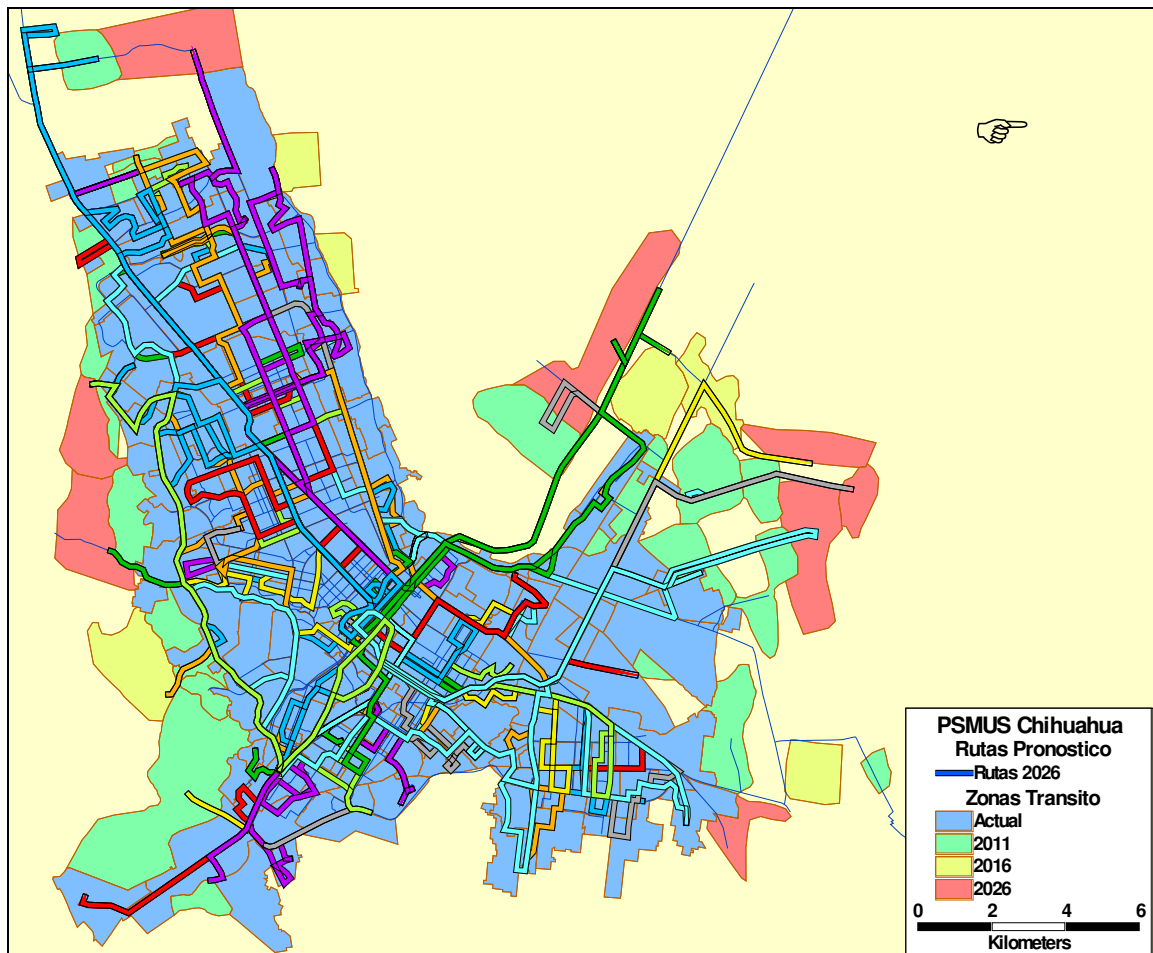 PSMUS Chihuahua
Rutas Pronostico
Rutas 2026
Zonas Transito
Actual
2011
2016
2026
0 2 4 6
Kilometers